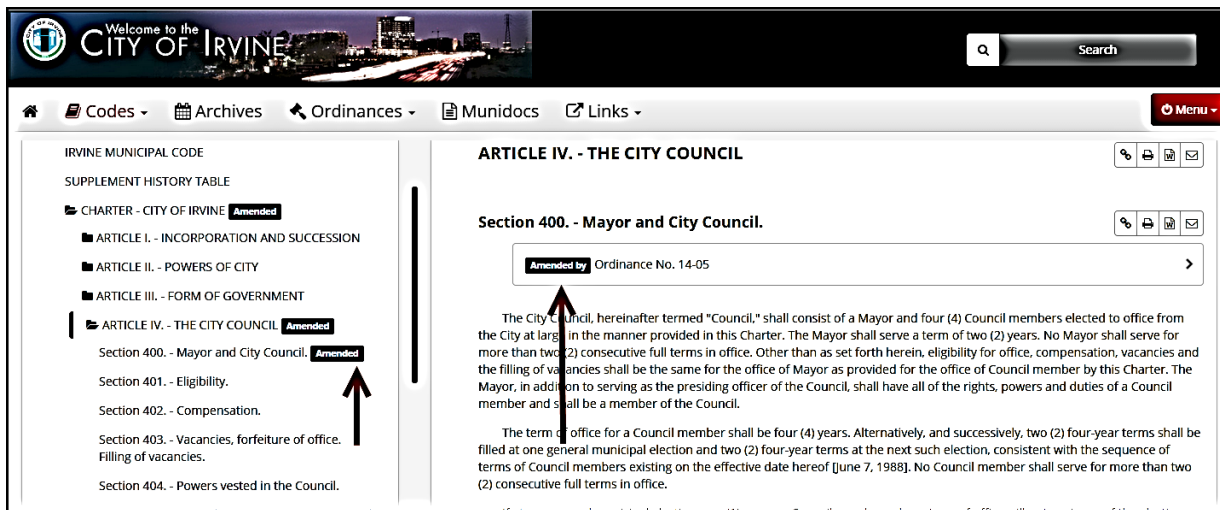 Welcome to the
CITY OF IRVINE
Search
Codes
Archives
Ordinances
Munidocs
Links
Menu
IRVINE MUNICIPAL CODE
SUPPLEMENT HISTORY TABLE
CHARTER - CITY OF IRVINE Amended
ARTICLE I. - INCORPORATION AND SUCCESSION
ARTICLE II. - POWERS OF CITY
ARTICLE III. - FORM OF GOVERNMENT
ARTICLE IV. - THE CITY COUNCIL Amended
Section 400. - Mayor and City Council. Amended
Section 401. - Eligibility.
Section 402. - Compensation.
Section 403. - Vacancies, forfeiture of office.
Filling of vacancies.
Section 404. - Powers vested in the Council.
ARTICLE IV. - THE CITY COUNCIL
Section 400. - Mayor and City Council.
Amended by Ordinance No. 14-05
The City Council, hereinafter termed "Council," shall consist of a Mayor and four (4) Council members elected to office from
the City at large in the manner provided in this Charter. The Mayor shall serve a term of two (2) years. No Mayor shall serve for
more than two (2) consecutive full terms in office. Other than as set forth herein, eligibility for office, compensation, vacancies and
the filling of vacancies shall be the same for the office of Mayor as provided for the office of Council member by this Charter. The
Mayor, in addition to serving as the presiding officer of the Council, shall have all of the rights, powers and duties of a Council
member and shall be a member of the Council.
The term of office for a Council member shall be four (4) years. Alternatively, and successively, two (2) four-year terms shall be
filled at one general municipal election and two (2) four-year terms at the next such election, consistent with the sequence of
terms of Council members existing on the effective date hereof [June 7, 1988]. No Council member shall serve for more than two
(2) consecutive full terms in office.